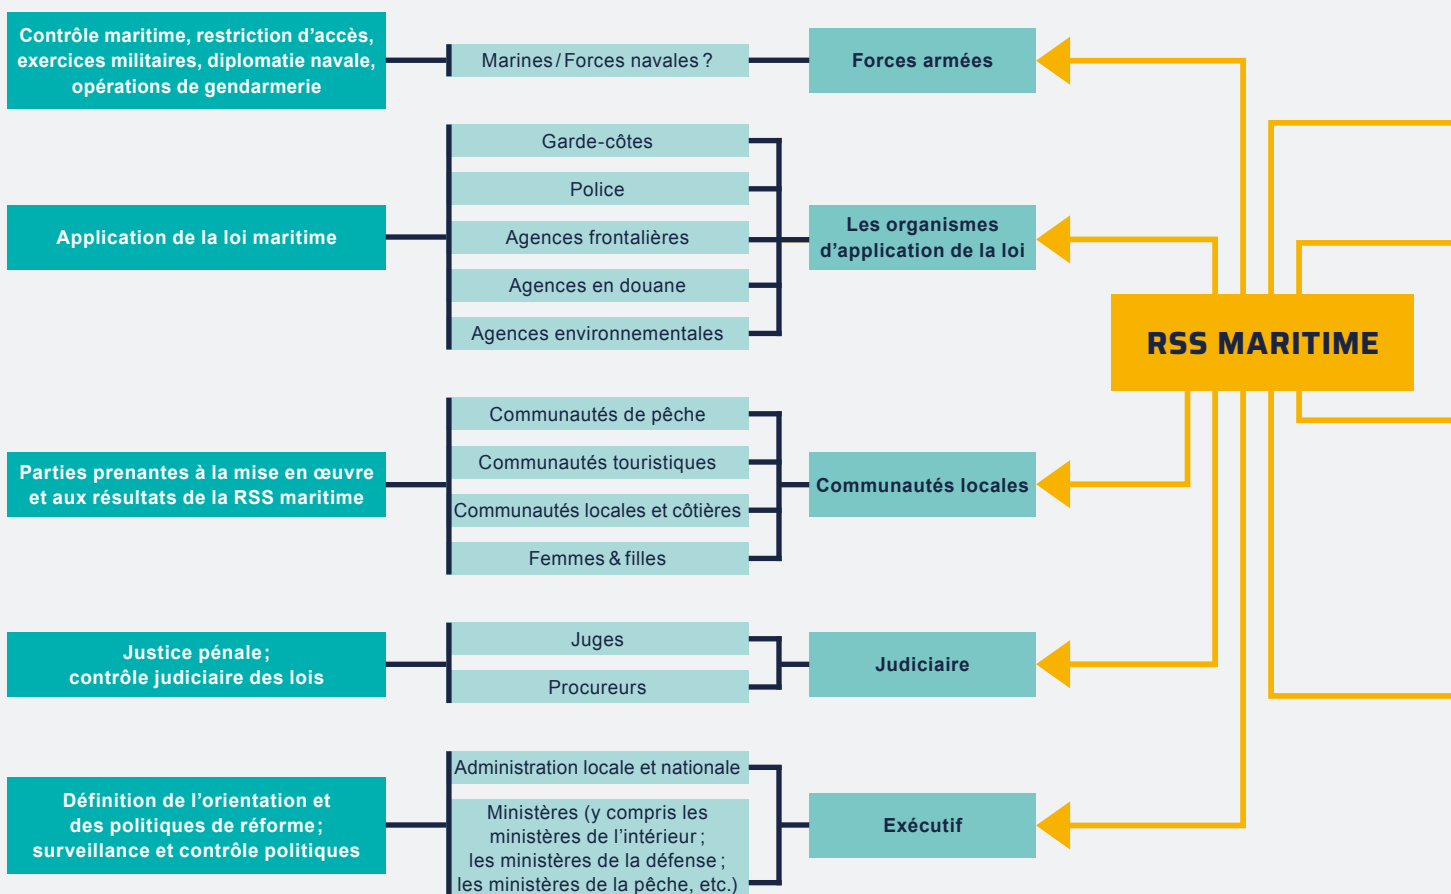 Contrôle maritime, restriction d’accès,
exercices militaires, diplomatie navale,
opérations de gendarmerie
Marines / Forces navales ?
Forces armées
Garde-côtes
Police
Agences frontalières
Agences en douane
Agences environnementales
Application de la loi maritime
Les organismes
d’application de la loi
RSS MARITIME
Communautés de pêche
Communautés touristiques
Communautés locales et côtières
Femmes & filles
Parties prenantes à la mise en œuvre
et aux résultats de la RSS maritime
Communautés locales
Juges
Procureurs
Justice pénale ;
contrôle judiciaire des lois
Judiciaire
Administration locale et nationale
Ministères (y compris les
ministères de l’intérieur ;
les ministères de la défense ;
les ministères de la pêche, etc.)
Définition de l’orientation et
des politiques de réforme ;
surveillance et contrôle politiques
Exécutif